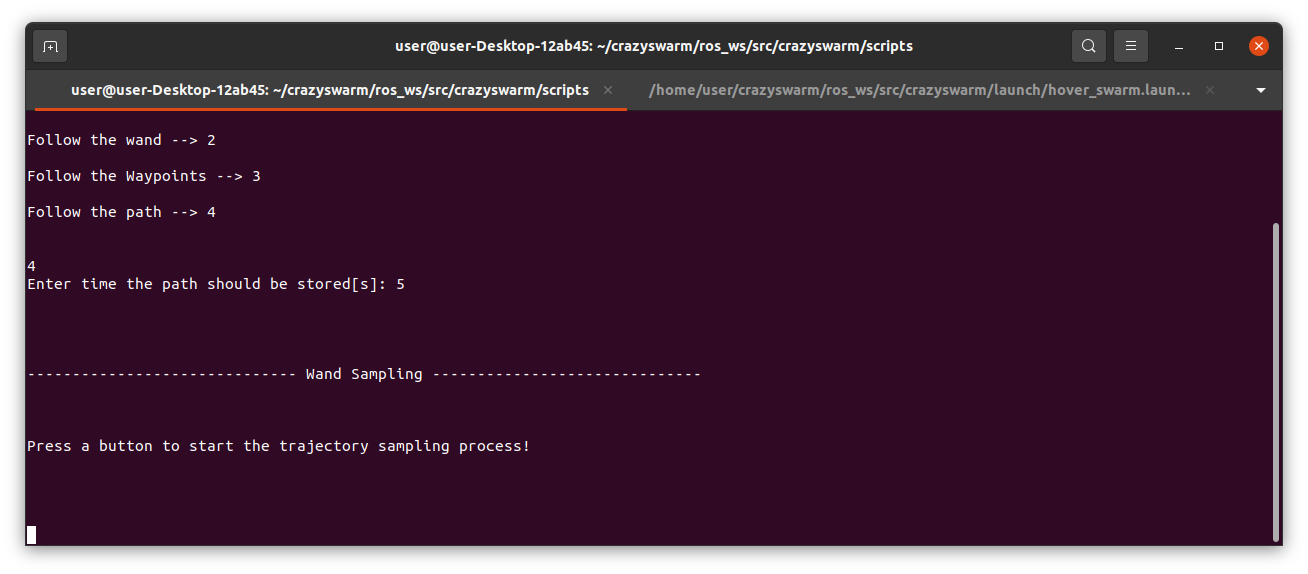 user@user-Desktop-12ab45: ~/crazyswarm/ros_ws/src/crazyswarm/scripts
user@user-Desktop-12ab45: ~/crazyswarm/ros_ws/src/crazyswarm/scripts
/home/user/crazyswarm/ros_ws/src/crazyswarm/launch/hover_swarm.laun...
Follow the wand --> 2
Follow the Waypoints --> 3
Follow the path --> 4
4
Enter time the path should be stored[s]: 5
------------------------------ Wand Sampling ------------------------------
Press a button to start the trajectory sampling process!